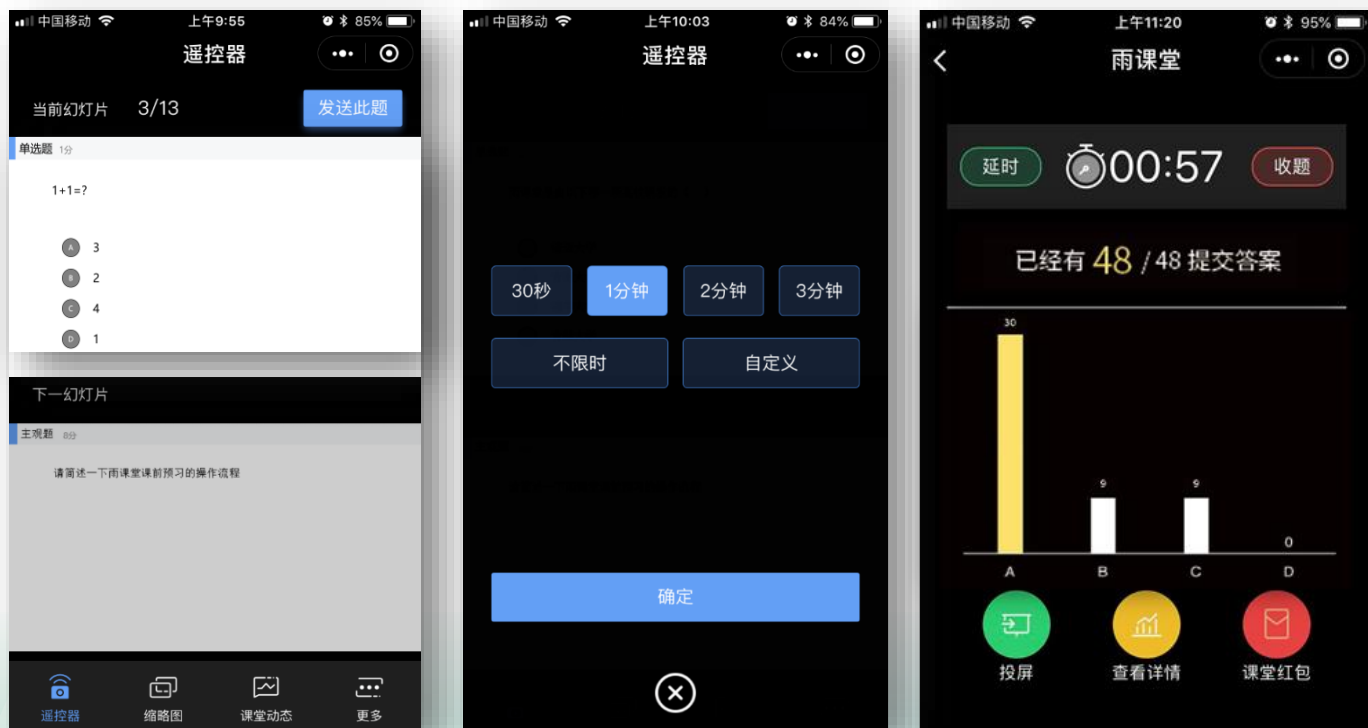 中国移动 上午9:55 85%
遥控器
当前幻灯片 3/13 发送此题
单选题 1分
1+1=?
A 3
B 2
C 4
D 1
下一幻灯片
主观题 8分
请简述一下雨课堂课前预习的操作流程
遥控器 缩略图 课堂动态 更多
中国移动 上午10:03 84%
遥控器
30秒 1分钟 2分钟 3分钟
不限时 自定义
确定
中国移动 上午11:20 95%
雨课堂
延时 00:57 收题
已经有 48 / 48 提交答案
30
9 9
0
A B C D
投屏 查看详情 课堂红包